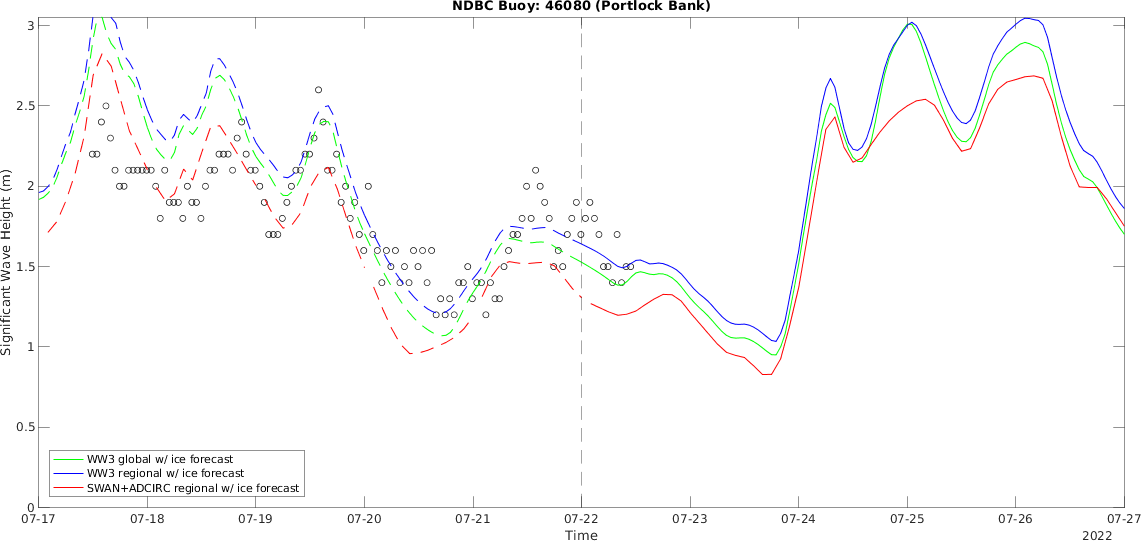 NDBC Buoy: 46080 (Portlock Bank)
3
2.5
2
1.5
1
0.5
0
Significant Wave Height (m)
WW3 global w/ ice forecast
WW3 regional w/ ice forecast
SWAN+ADCIRC regional w/ ice forecast
07-17 07-18 07-19 07-20 07-21 07-22 07-23 07-24 07-25 07-26 07-27
Time
2022